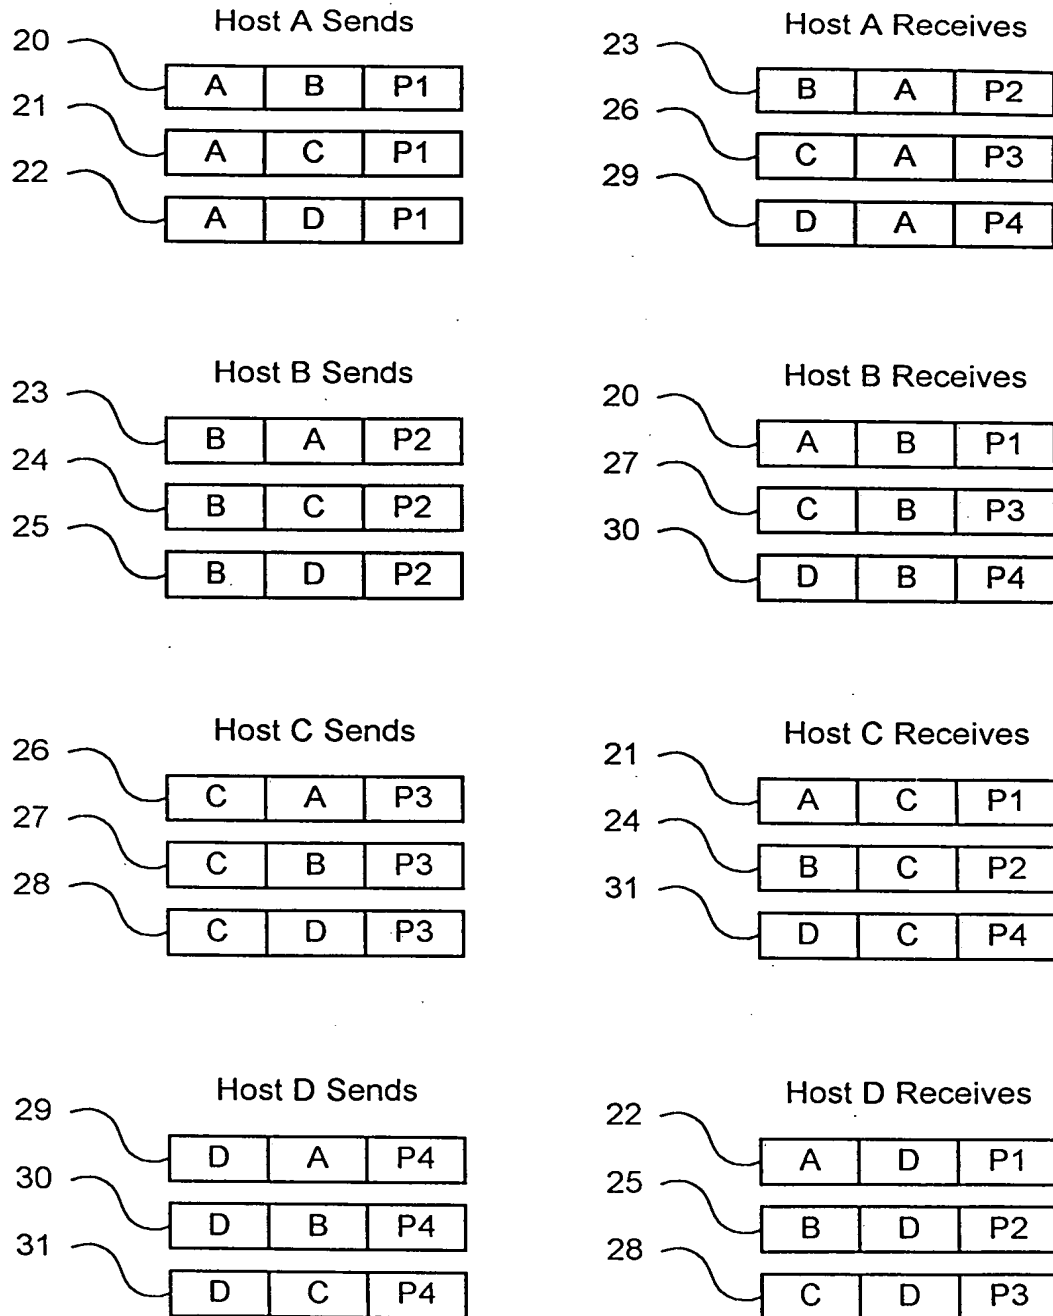 Host A Sends
20 A B P1
21 A C P1
22 A D P1
Host A Receives
23 B A P2
26 C A P3
29 D A P4
Host B Sends
23 B A P2
24 B C P2
25 B D P2
Host B Receives
20 A B P1
27 C B P3
30 D B P4
Host C Sends
26 C A P3
27 C B P3
28 C D P3
Host C Receives
21 A C P1
24 B C P2
31 D C P4
Host D Sends
29 D A P4
30 D B P4
31 D C P4
Host D Receives
22 A D P1
25 B D P2
28 C D P3